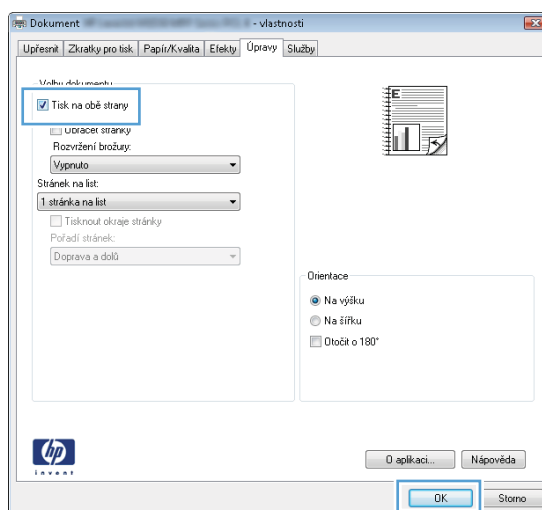 Dokument - vlastnosti
Upřesnit Zkratky pro tisk Papír/Kvalita Efekty Úpravy Služby
Volby dokumentu
Tisk na obě strany
Obracet stránky
Rozvržení brožury:
Vypnuto
Stránek na list:
1 stránka na list
Tisknout okraje stránky
Pořadí stránek:
Doprava a dolů
E
Orientace
Na výšku
Na šířku
Otočit o 180°
hp
invent
O aplikaci... Nápověda
OK Storno